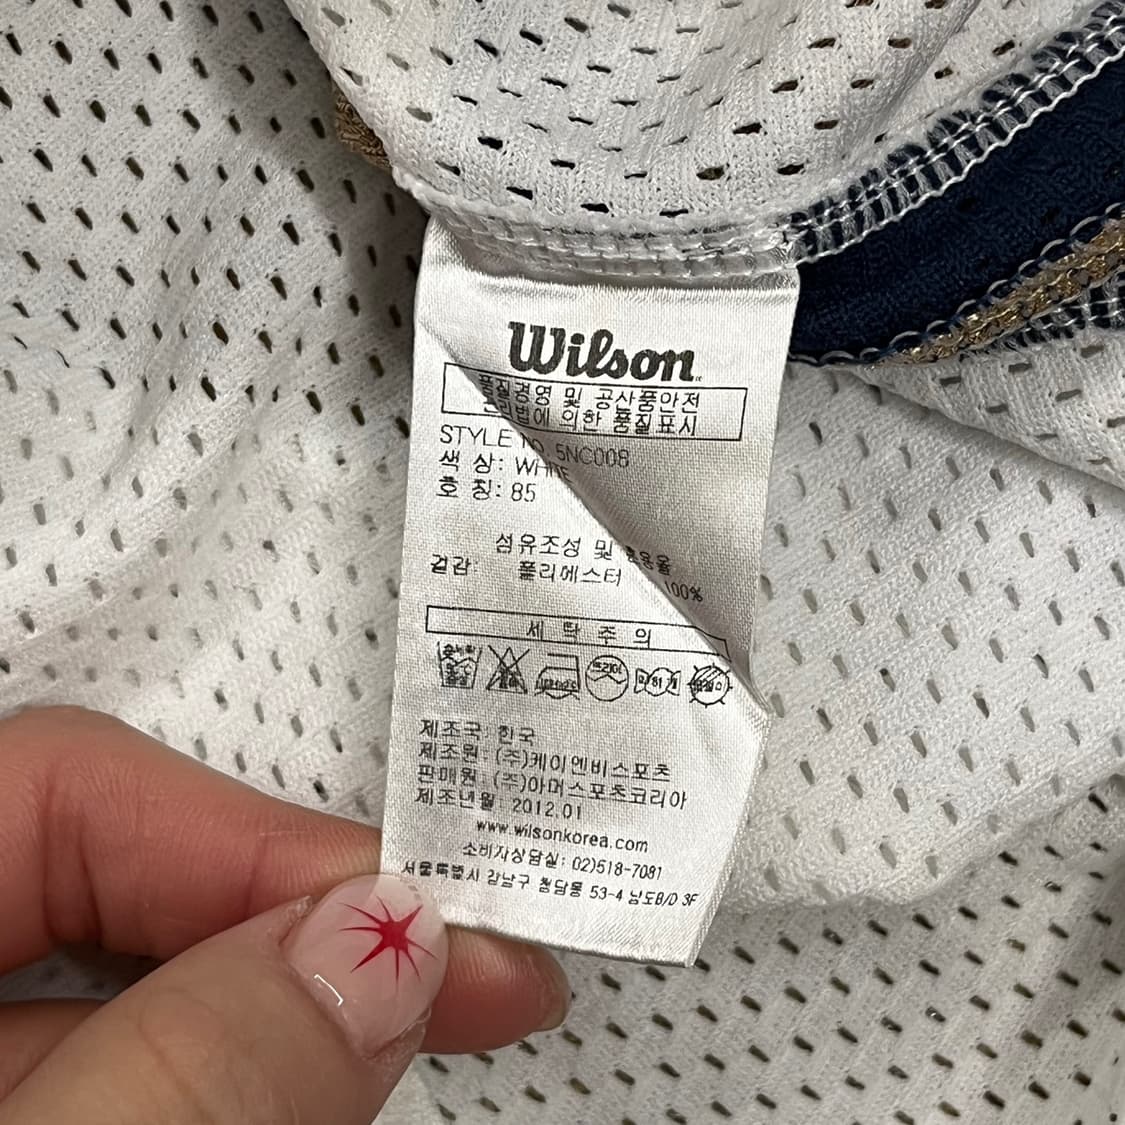 Wilson
품질경영 및 공산품안전
관리법에 의한 품질표시
STYLE NO. 5NC008
색 상: WHITE
호 칭: 85
섬유조성 및 혼용율
겉감: 폴리에스터 100%
세 탁 주 의
제조국: 한국
제조원: (주)케이엔비스포츠
판매원: (주)아머스포츠코리아
제조년월: 2012.01
www.wilsonkorea.com
소비자상담실: 02)518-7081
서울특별시 강남구 청담동 53-4 남도B/D 3F